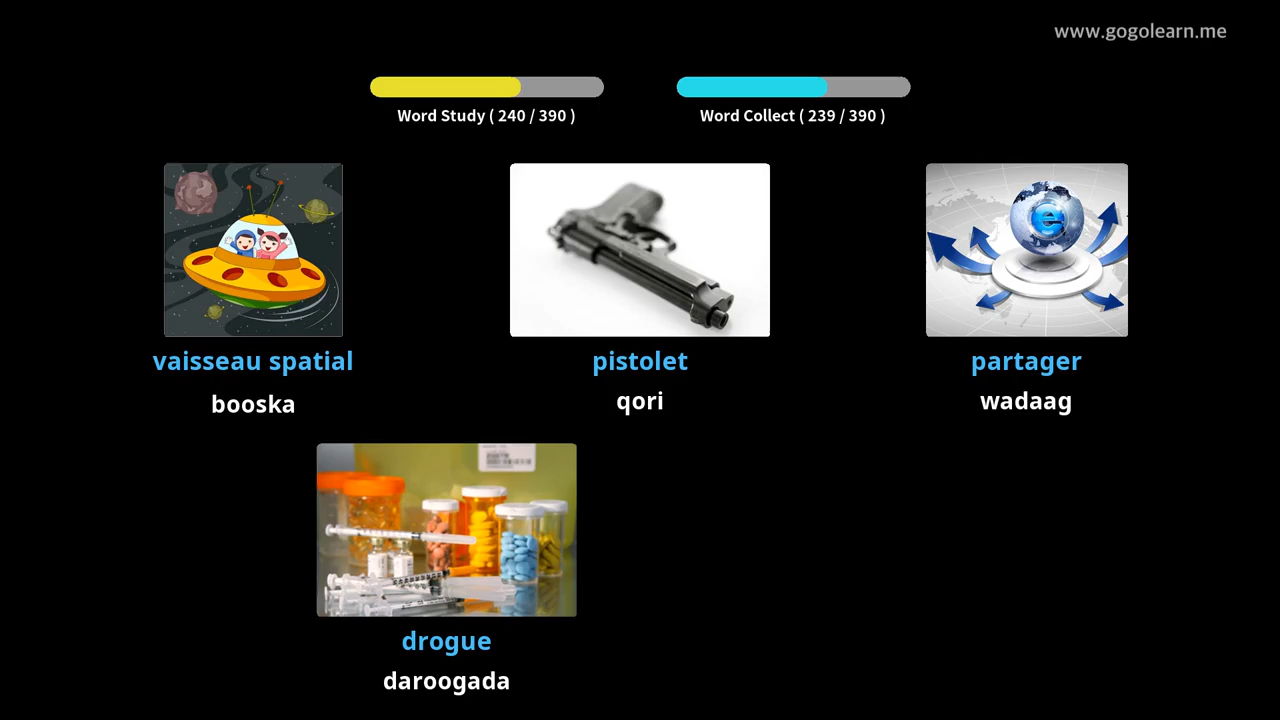 www.gogolearn.me
Word Study ( 240 / 390 )
Word Collect ( 239 / 390 )
vaisseau spatial
booska
pistolet
qori
e
partager
wadaag
drogue
daroogada